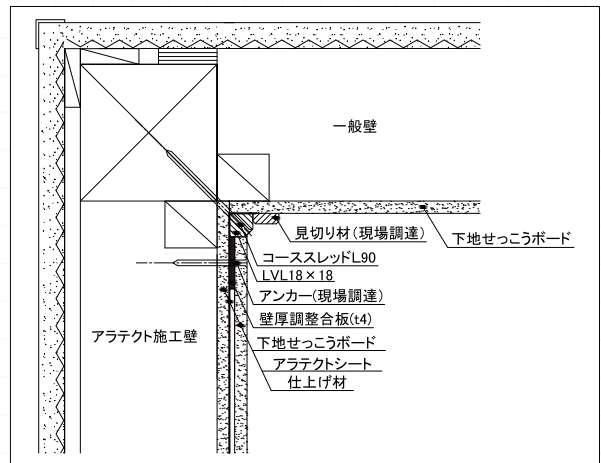 一般壁
見切り材(現場調達)
下地せっこうボード
コーススレッドL90
LVL18×18
アンカー(現場調達)
壁厚調整合板(t4)
アラテクト施工壁
下地せっこうボード
アラテクトシート
仕上げ材